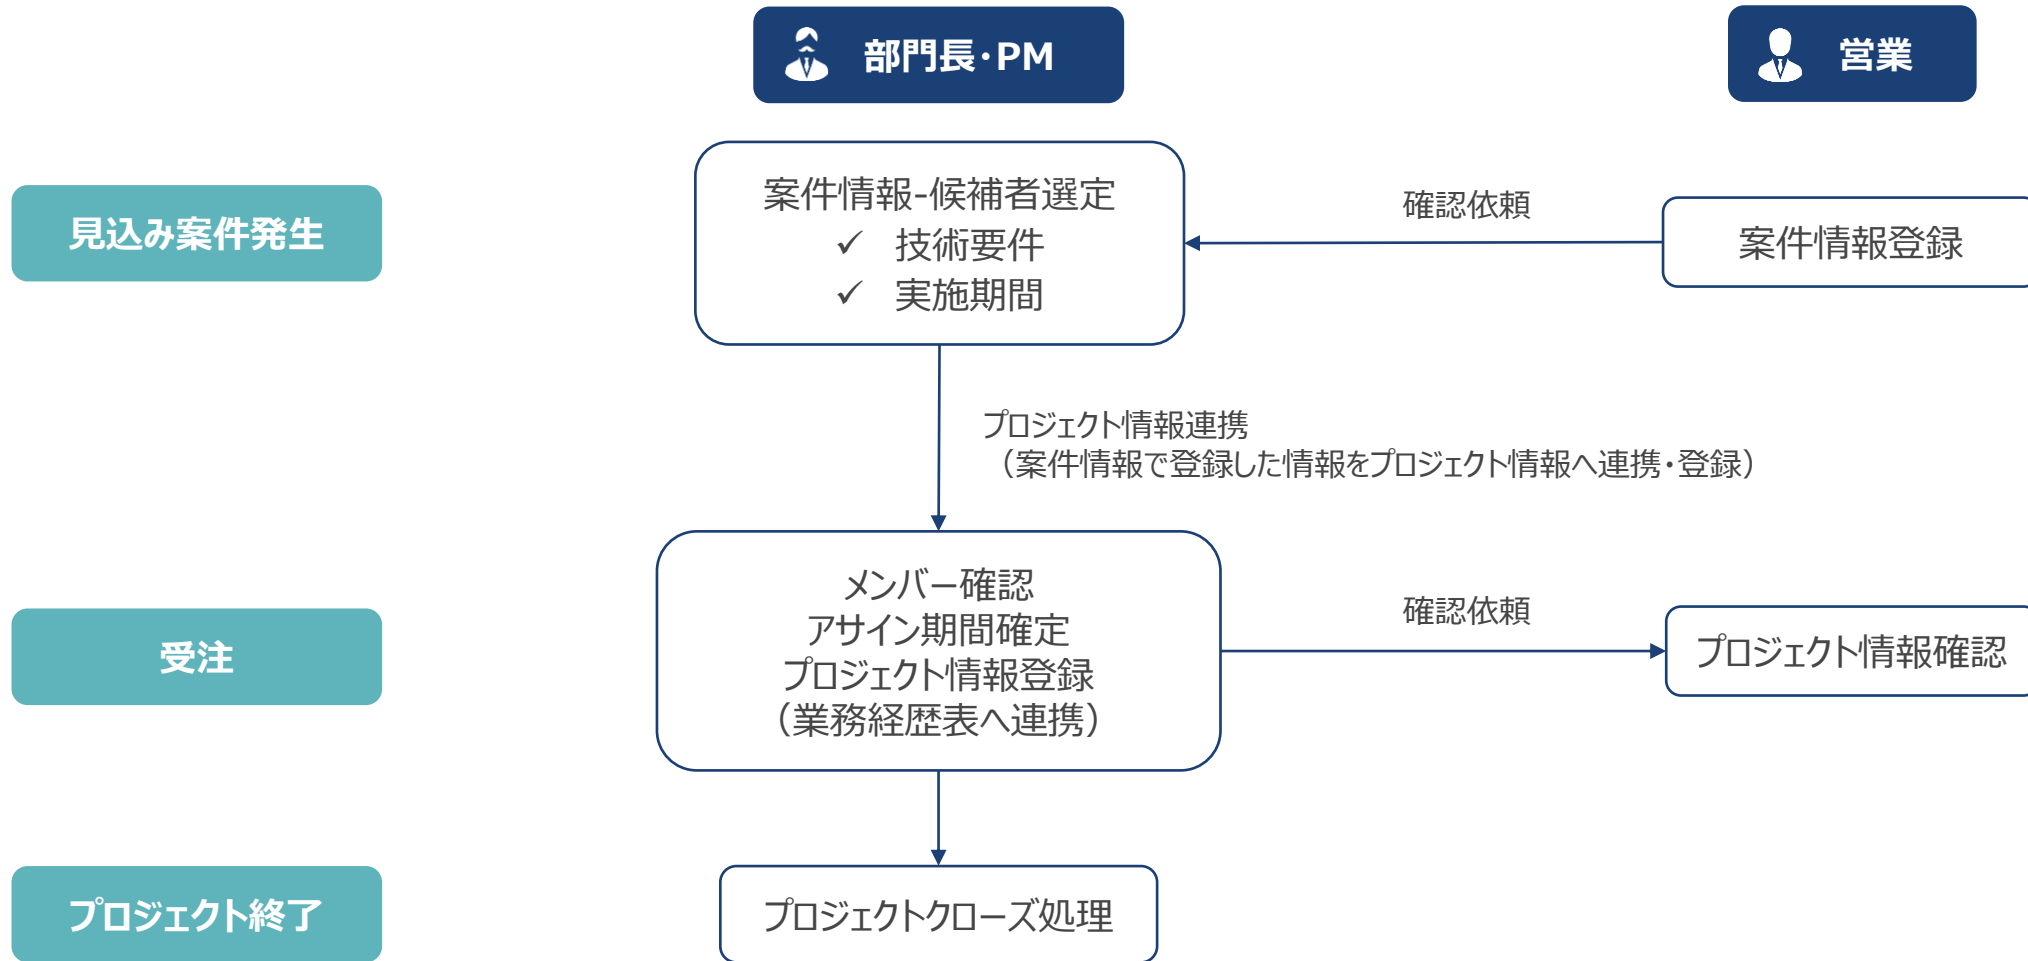 部門長・PM
営業
見込み案件発生
案件情報-候補者選定
✓ 技術要件
✓ 実施期間
確認依頼
案件情報登録
プロジェクト情報連携
（案件情報で登録した情報をプロジェクト情報へ連携・登録）
受注
メンバー確認
アサイン期間確定
プロジェクト情報登録
（業務経歴表へ連携）
確認依頼
プロジェクト情報確認
プロジェクト終了
プロジェクトクローズ処理